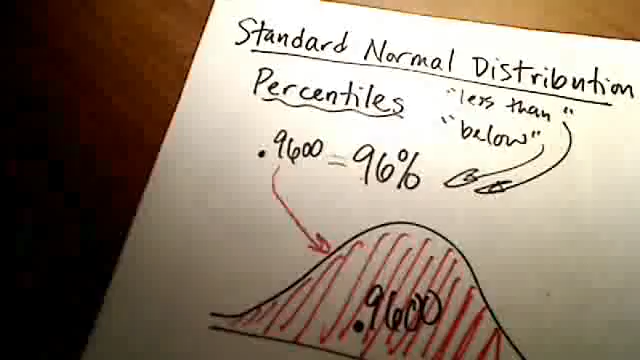 Standard Normal Distribution
Percentiles
"less than"
"below"
.9600 = 96%
.9600